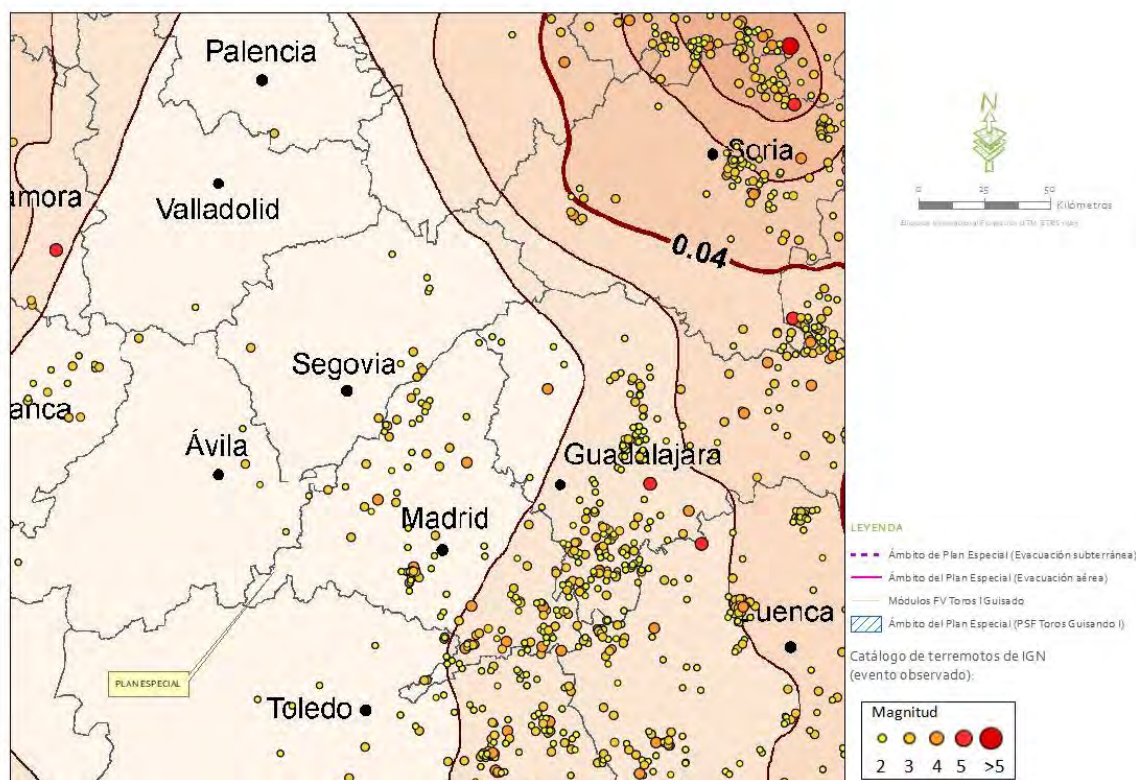 Palencia
Valladolid
amora
Soria
0.04
Segovia
anca
Ávila
Guadalajara
Madrid
uenca
Toledo
PLAN ESPECIAL
N
0 25 50
Kilómetros
LEYENDA
Ámbito de Plan Especial (Evacuación subterránea)
Ámbito del Plan Especial (Evacuación aérea)
Módulos FV Toros I Guisado
Ámbito del Plan Especial (PSF Toros Guisando I)
Catálogo de terremotos de IGN
(evento observado):
Magnitud
2 3 4 5 >5